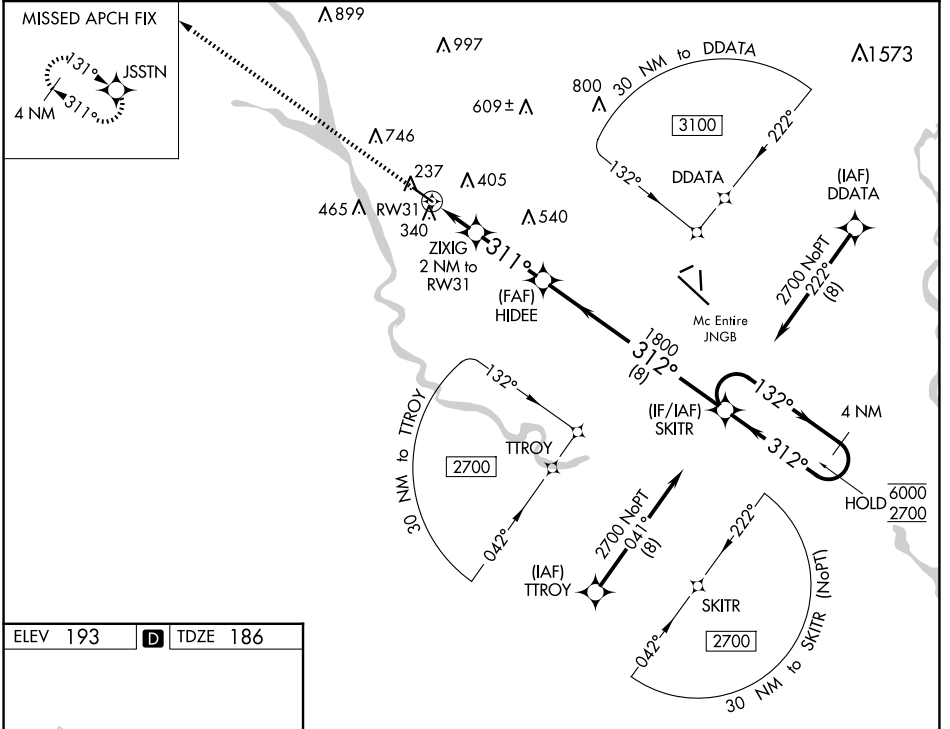 MISSED APCH FIX
131°
JSSTN
4 NM
311°
899
997
1573
30 NM to DDATA
800
609±
3100
222°
132°
746
DDATA
237
405
(IAF)
DDATA
465
RW31
340
540
ZIXIG
2 NM to
RW31
311°
(FAF)
HIDEE
2700 NoPT
222°
(8)
Mc Entire
JNGB
1800
312°
(8)
132°
4 NM
(IF/IAF)
SKITR
312°
HOLD
6000
2700
30 NM to TTROY
132°
TTROY
2700
042°
2700 NoPT
041°
(8)
(IAF)
TTROY
222°
SKITR
042°
2700
30 NM to SKITR (NoPT)
ELEV 193 D TDZE 186